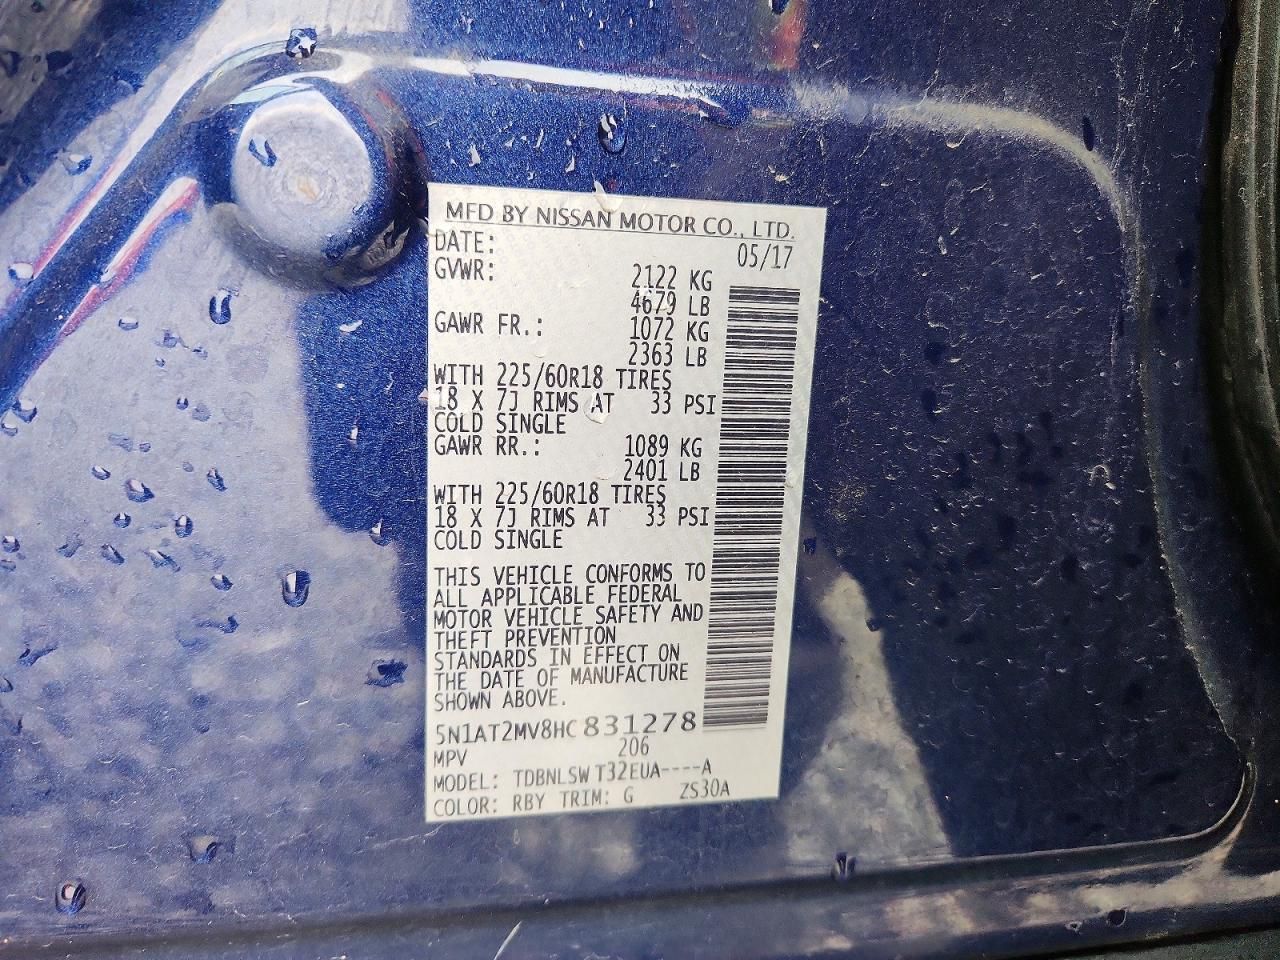 MFD BY NISSAN MOTOR CO., LTD.
DATE: 05/17
GVWR: 2122 KG
4679 LB
GAWR FR.: 1072 KG
2363 LB
WITH 225/60R18 TIRES
18 X 7J RIMS AT 33 PSI
COLD SINGLE
GAWR RR.: 1089 KG
2401 LB
WITH 225/60R18 TIRES
18 X 7J RIMS AT 33 PSI
COLD SINGLE
THIS VEHICLE CONFORMS TO
ALL APPLICABLE FEDERAL
MOTOR VEHICLE SAFETY AND
THEFT PREVENTION
STANDARDS IN EFFECT ON
THE DATE OF MANUFACTURE
SHOWN ABOVE.
5N1AT2MV8HC831278
MPV 206
MODEL: TDBNLSW T32EUA----A
COLOR: RBY TRIM: G ZS30A